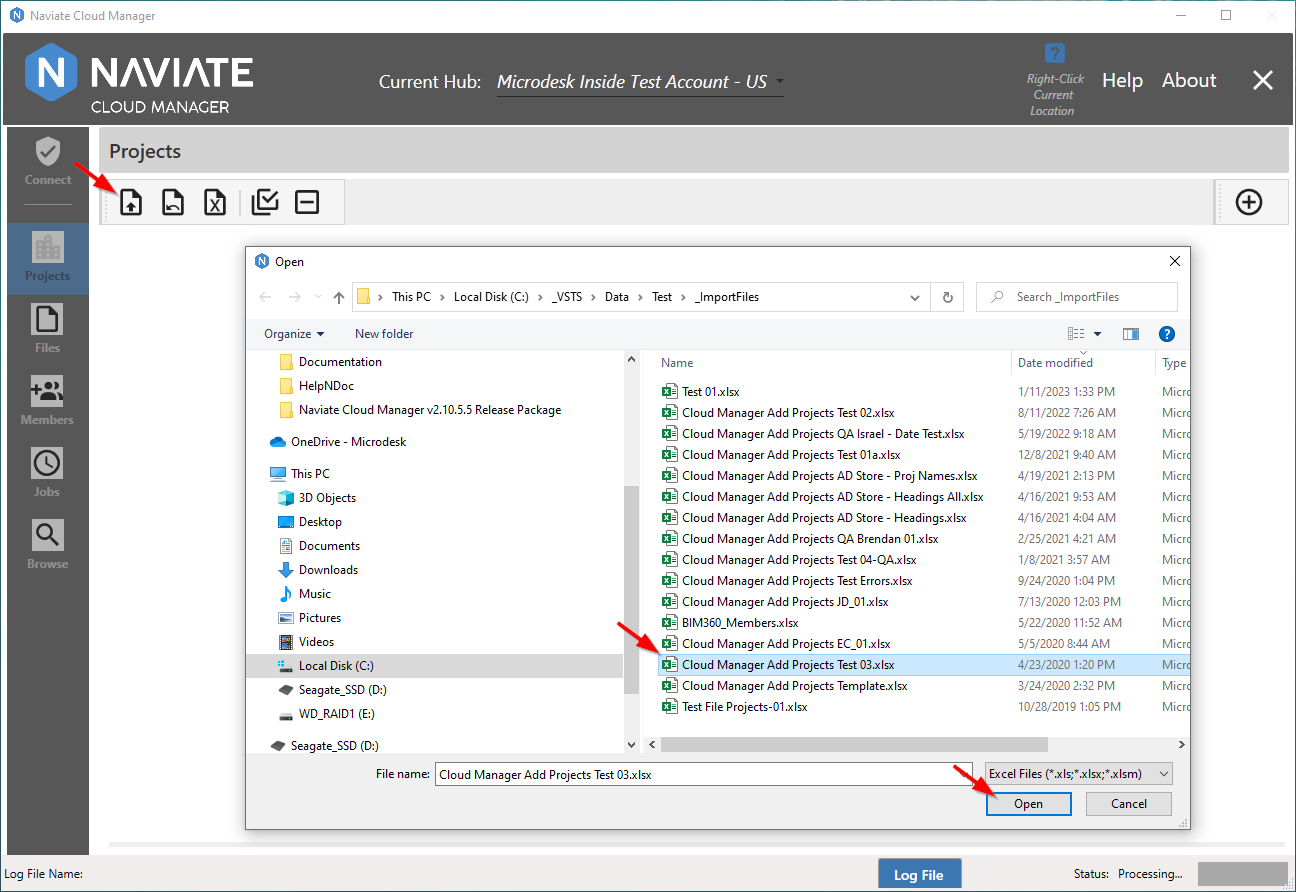 Naviate Cloud Manager
NAVIATE
CLOUD MANAGER
Current Hub: Microdesk Inside Test Account - US
Right-Click
Current
Location
Help
About
Connect
Projects
Files
Members
Jobs
Browse
Projects
Open
This PC > Local Disk (C:) > _VSTS > Data > Test > _ImportFiles
Search _ImportFiles
Organize
New folder
Documentation
HelpNDoc
Naviate Cloud Manager v2.10.5.5 Release Package
OneDrive - Microdesk
This PC
3D Objects
Desktop
Documents
Downloads
Music
Pictures
Videos
Local Disk (C:)
Seagate_SSD (D:)
WD_RAID1 (E:)
Seagate_SSD (D:)
Name Date modified Type
Test 01.xlsx 1/11/2023 1:33 PM Micro
Cloud Manager Add Projects Test 02.xlsx 8/11/2022 7:26 AM Micro
Cloud Manager Add Projects QA Israel - Date Test.xlsx 5/19/2022 9:18 AM Micro
Cloud Manager Add Projects Test 01a.xlsx 12/8/2021 9:40 AM Micro
Cloud Manager Add Projects AD Store - Proj Names.xlsx 4/19/2021 2:13 PM Micro
Cloud Manager Add Projects AD Store - Headings All.xlsx 4/16/2021 9:53 AM Micro
Cloud Manager Add Projects AD Store - Headings.xlsx 4/16/2021 4:04 AM Micro
Cloud Manager Add Projects QA Brendan 01.xlsx 2/25/2021 4:21 AM Micro
Cloud Manager Add Projects Test 04-QA.xlsx 1/8/2021 3:57 AM Micro
Cloud Manager Add Projects Test Errors.xlsx 9/24/2020 1:04 PM Micro
Cloud Manager Add Projects JD_01.xlsx 7/13/2020 12:03 PM Micro
BIM360_Members.xlsx 5/22/2020 11:52 AM Micro
Cloud Manager Add Projects EC_01.xlsx 5/5/2020 8:44 AM Micro
Cloud Manager Add Projects Test 03.xlsx 4/23/2020 1:20 PM Micro
Cloud Manager Add Projects Template.xlsx 3/24/2020 2:32 PM Micro
Test File Projects-01.xlsx 10/28/2019 1:05 PM Micro
File name: Cloud Manager Add Projects Test 03.xlsx
Excel Files (*.xls;*.xlsx;*.xlsm)
Open
Cancel
Log File Name:
Log File
Status: Processing...